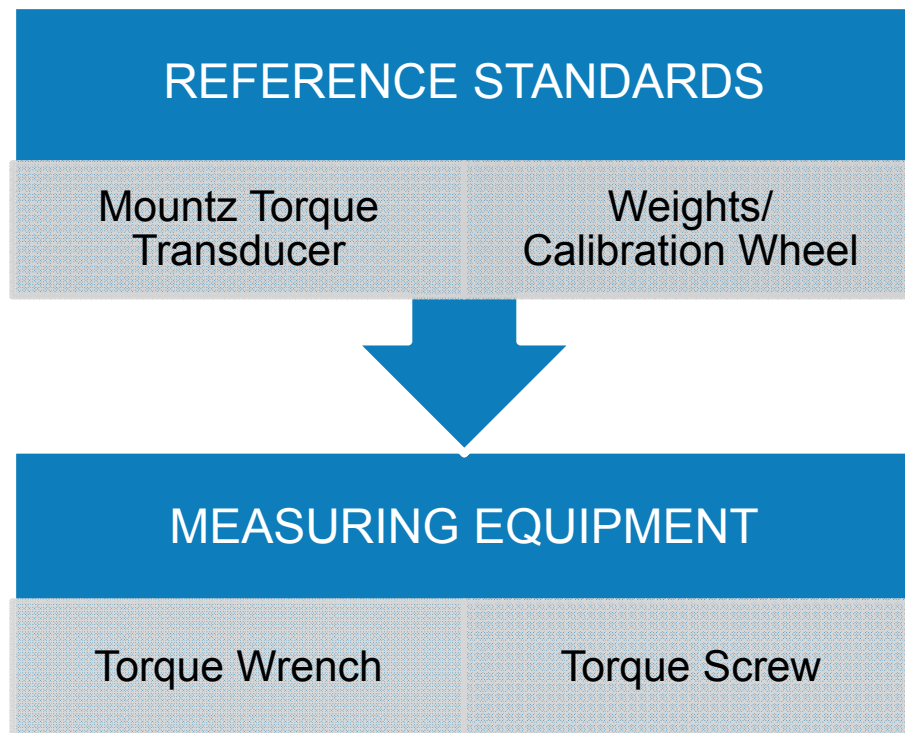 REFERENCE STANDARDS
Mountz Torque
Transducer
Weights/
Calibration Wheel
MEASURING EQUIPMENT
Torque Wrench
Torque Screw